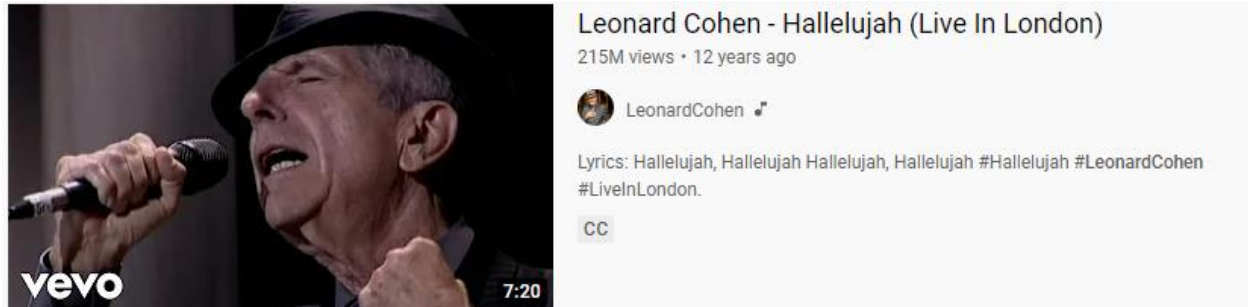 Leonard Cohen - Hallelujah (Live In London)
215M views • 12 years ago
LeonardCohen
Lyrics: Hallelujah, Hallelujah Hallelujah, Hallelujah #Hallelujah #LeonardCohen
#LiveInLondon.
CC
vevo
7:20